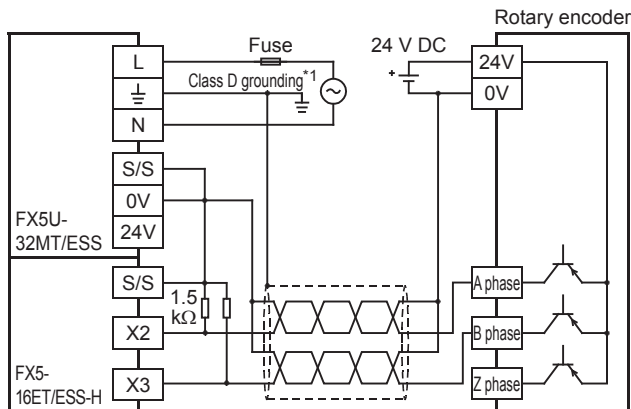 Rotary encoder
L
Fuse
24 V DC
24V
Class D grounding*1
+
0V
N
S/S
0V
FX5U-
32MT/ESS
24V
S/S
1.5
kΩ
A phase
X2
B phase
FX5-
16ET/ESS-H
X3
Z phase